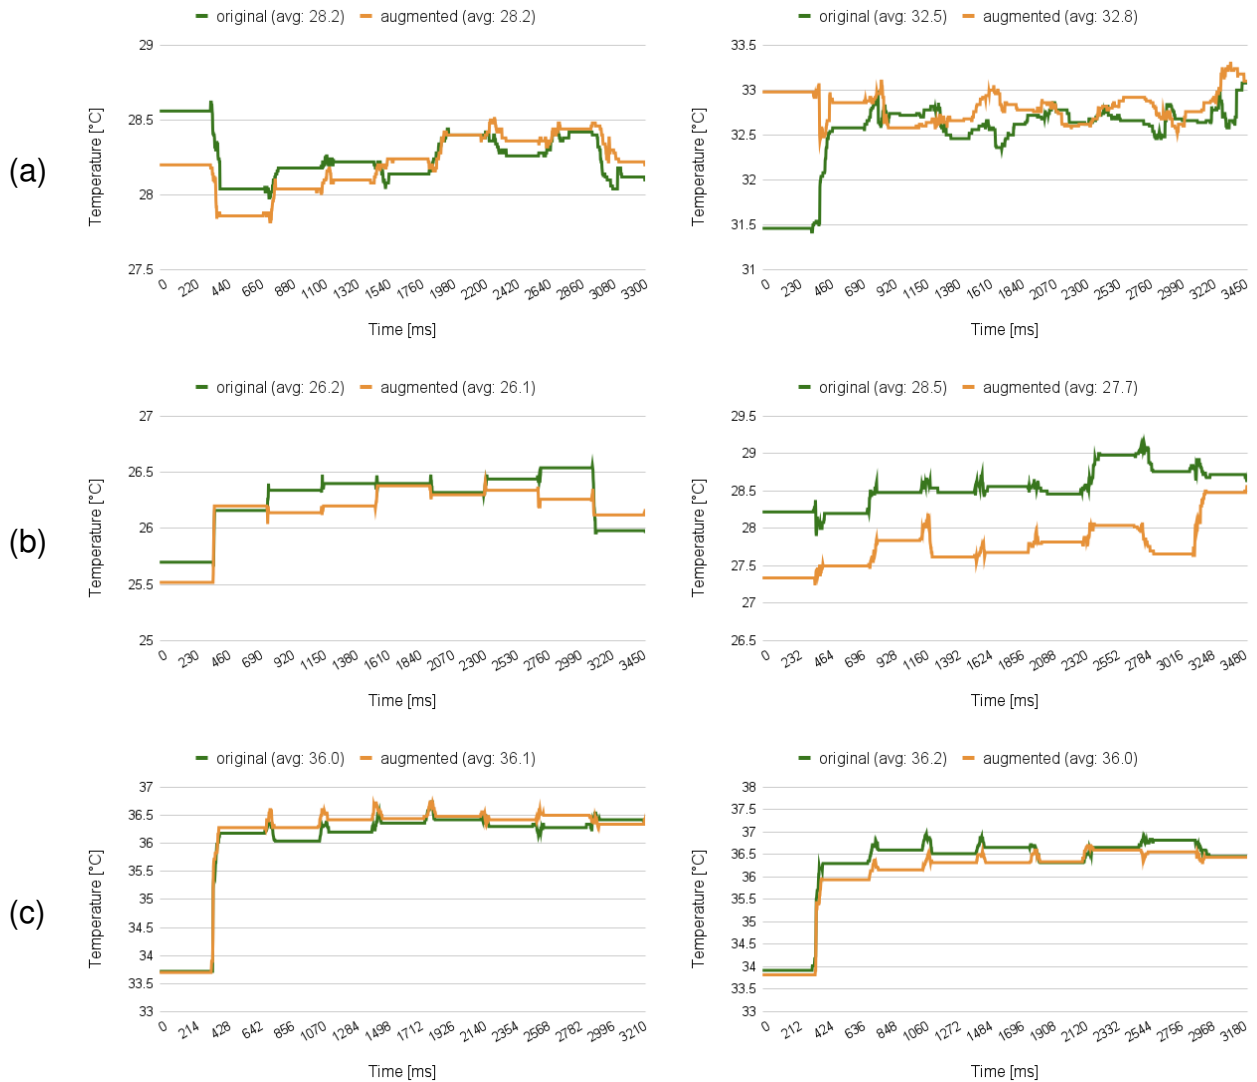 (a)
original (avg: 28.2) augmented (avg: 28.2)
Temperature [°C]
29
28.5
28
27.5
0 220 440 660 880 1100 1320 1540 1760 1980 2200 2420 2640 2860 3080 3300
Time [ms]
original (avg: 32.5) augmented (avg: 32.8)
Temperature [°C]
33.5
33
32.5
32
31.5
31
0 230 460 690 920 1150 1380 1610 1840 2070 2300 2530 2760 2990 3220 3450
Time [ms]
(b)
original (avg: 26.2) augmented (avg: 26.1)
Temperature [°C]
27
26.5
26
25.5
25
0 230 460 690 920 1150 1380 1610 1840 2070 2300 2530 2760 2990 3220 3450
Time [ms]
original (avg: 28.5) augmented (avg: 27.7)
Temperature [°C]
29.5
29
28.5
28
27.5
27
26.5
0 232 464 696 928 1160 1392 1624 1856 2088 2320 2552 2784 3016 3248 3480
Time [ms]
(c)
original (avg: 36.0) augmented (avg: 36.1)
Temperature [°C]
37
36.5
36
35.5
35
34.5
34
33.5
33
0 214 428 642 856 1070 1284 1498 1712 1926 2140 2354 2568 2782 2996 3210
Time [ms]
original (avg: 36.2) augmented (avg: 36.0)
Temperature [°C]
38
37.5
37
36.5
36
35.5
35
34.5
34
33.5
33
0 212 424 636 848 1060 1272 1484 1696 1908 2120 2332 2544 2756 2968 3180
Time [ms]